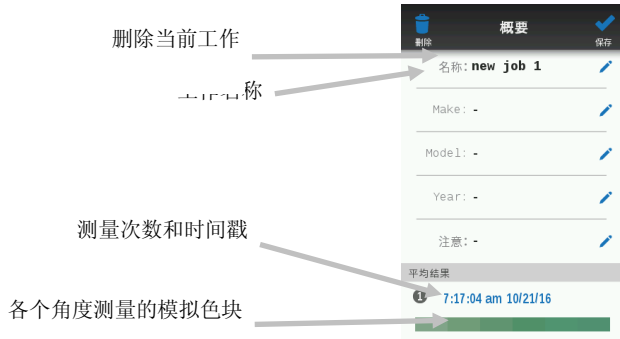 删除当前工作
称
测量次数和时间戳
各个角度测量的模拟色块
概要
删除
保存
名称: new job 1
Make: -
Model: -
Year: -
注意: -
平均结果
1 7:17:04 am 10/21/16